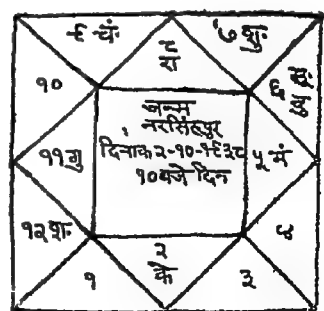 ९ चं.
८
रा
७ शु.
१०
६ सू.
बु
जन्म
नरसिंहपुर
दिनांक २-१०-१९३८
१० बजे दिन
११ गु
५ मं
१२ श.
२
के
४
१
३